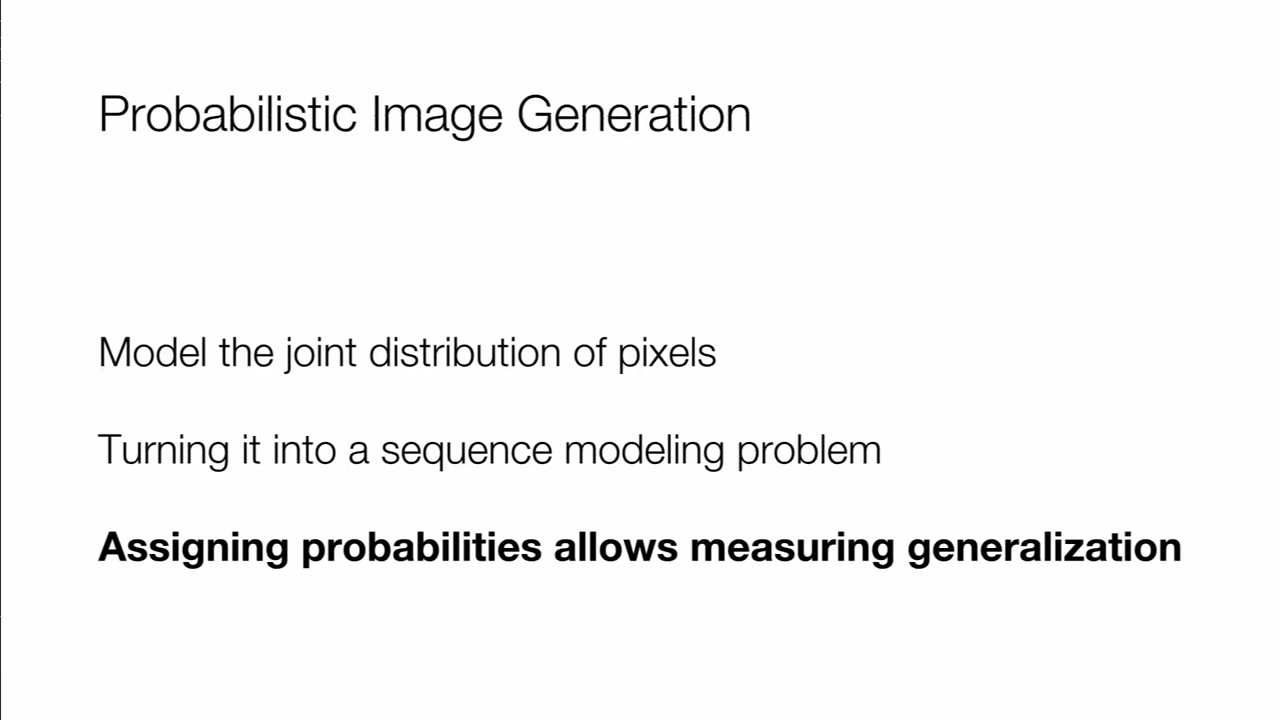 Probabilistic Image Generation
Model the joint distribution of pixels
Turning it into a sequence modeling problem
Assigning probabilities allows measuring generalization